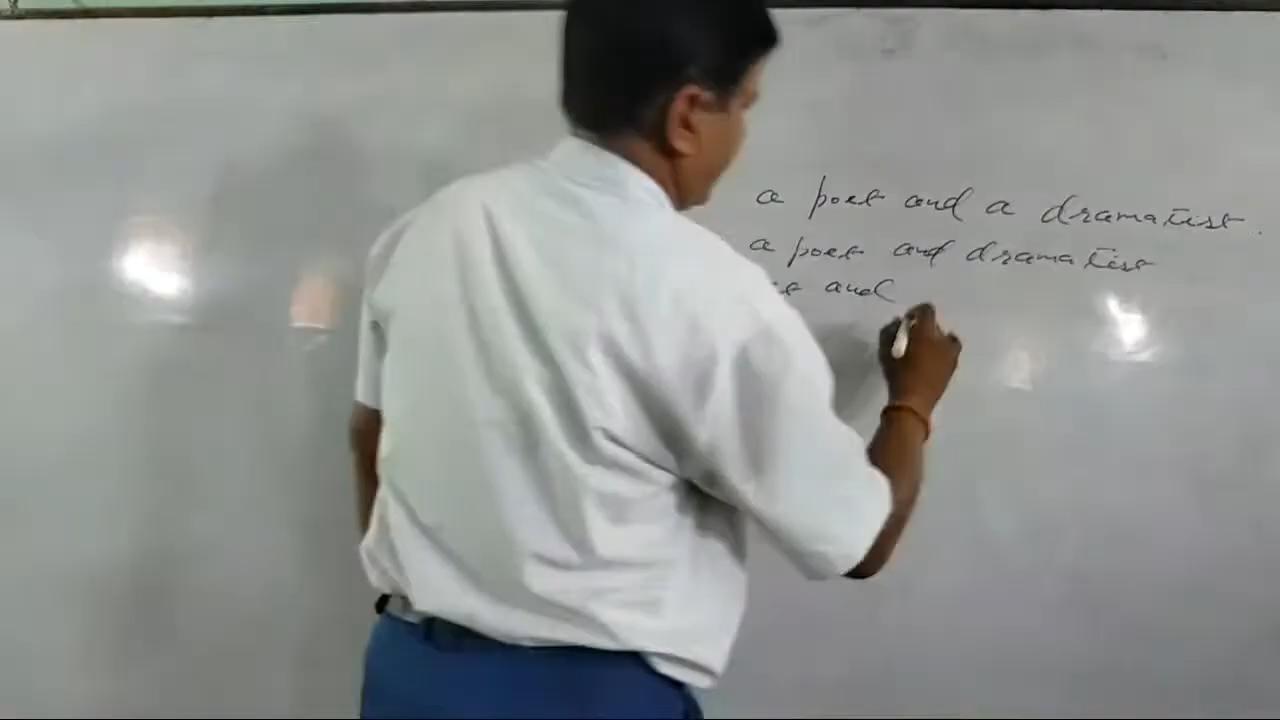 a poet and a dramatist.
a poet and dramatist
and